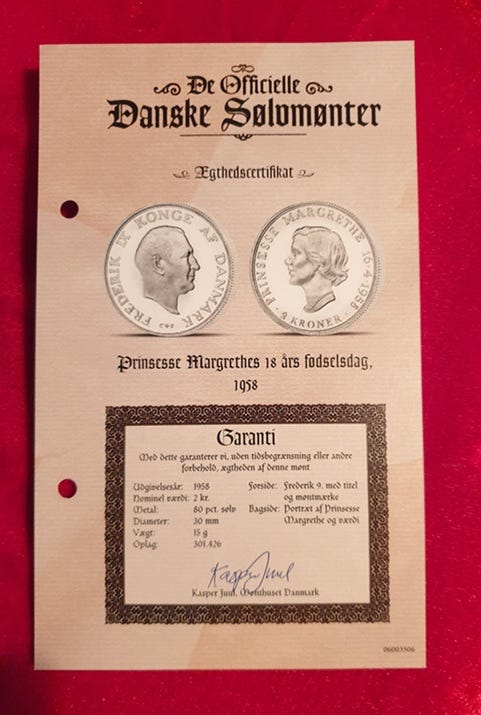 De Officielle
Danske Sølvmønter
Ægthedscertifikat
FREDERIK IX KONGE AF DANMARK
C ♥ S
PRINSESSE MARGRETHE 16·4·1958
2 KRONER
Prinsesse Margrethes 18 års fødselsdag,
1958
Garanti
Med dette garanterer vi, uden tidsbegrænsning eller andre
forbehold, ægtheden af denne mønt
Udgivelsesår: 1958
Nominel værdi: 2 kr.
Metal: 80 pct. sølv
Diameter: 30 mm
Vægt: 15 g
Oplag: 301.426
Forside: Frederik 9. med titel
og møntmærke
Bagside: Portræt af Prinsesse
Margrethe og værdi
Kasper Juul
Kasper Juul, Mønthuset Danmark
06003506